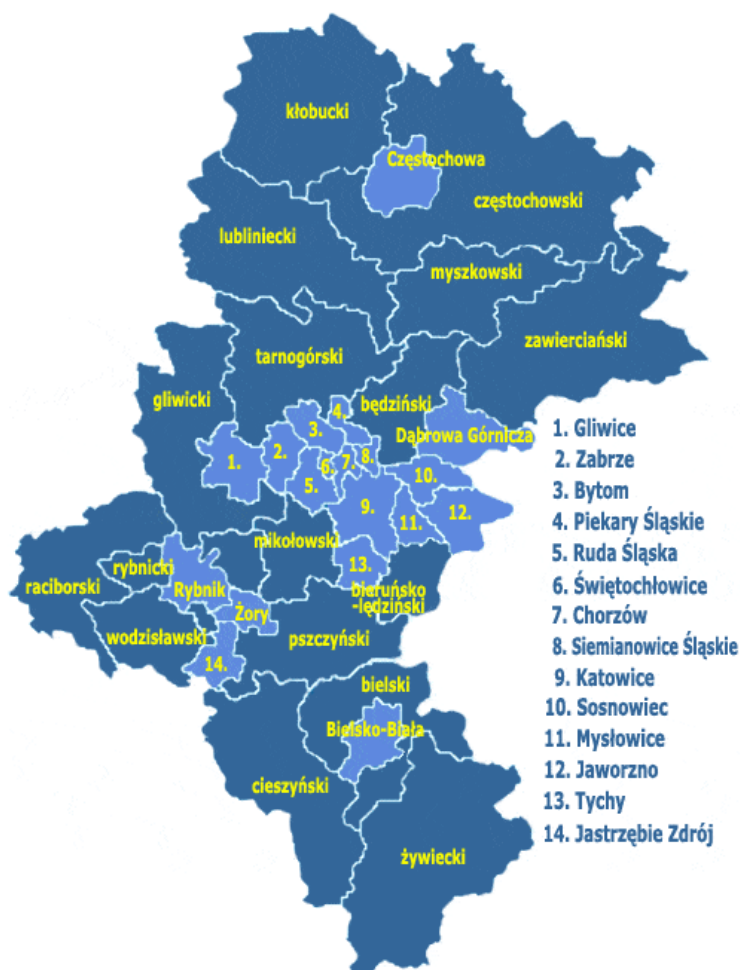 kłobucki
Częstochowa
częstochowski
lubliniecki
myszkowski
zawierciański
tarnogórski
gliwicki
będziński
Dąbrowa Górnicza
4.
3.
2.
1.
8.
7.
6.
5.
10.
9.
11.
12.
mikołowski
13.
rybnicki
raciborski
Rybnik
bieruńsko
-lędziński
Żory
wodzisławski
pszczyński
14.
bielski
Bielsko-Biała
cieszyński
żywiecki
1. Gliwice
2. Zabrze
3. Bytom
4. Piekary Śląskie
5. Ruda Śląska
6. Świętochłowice
7. Chorzów
8. Siemianowice Śląskie
9. Katowice
10. Sosnowiec
11. Mysłowice
12. Jaworzno
13. Tychy
14. Jastrzębie Zdrój